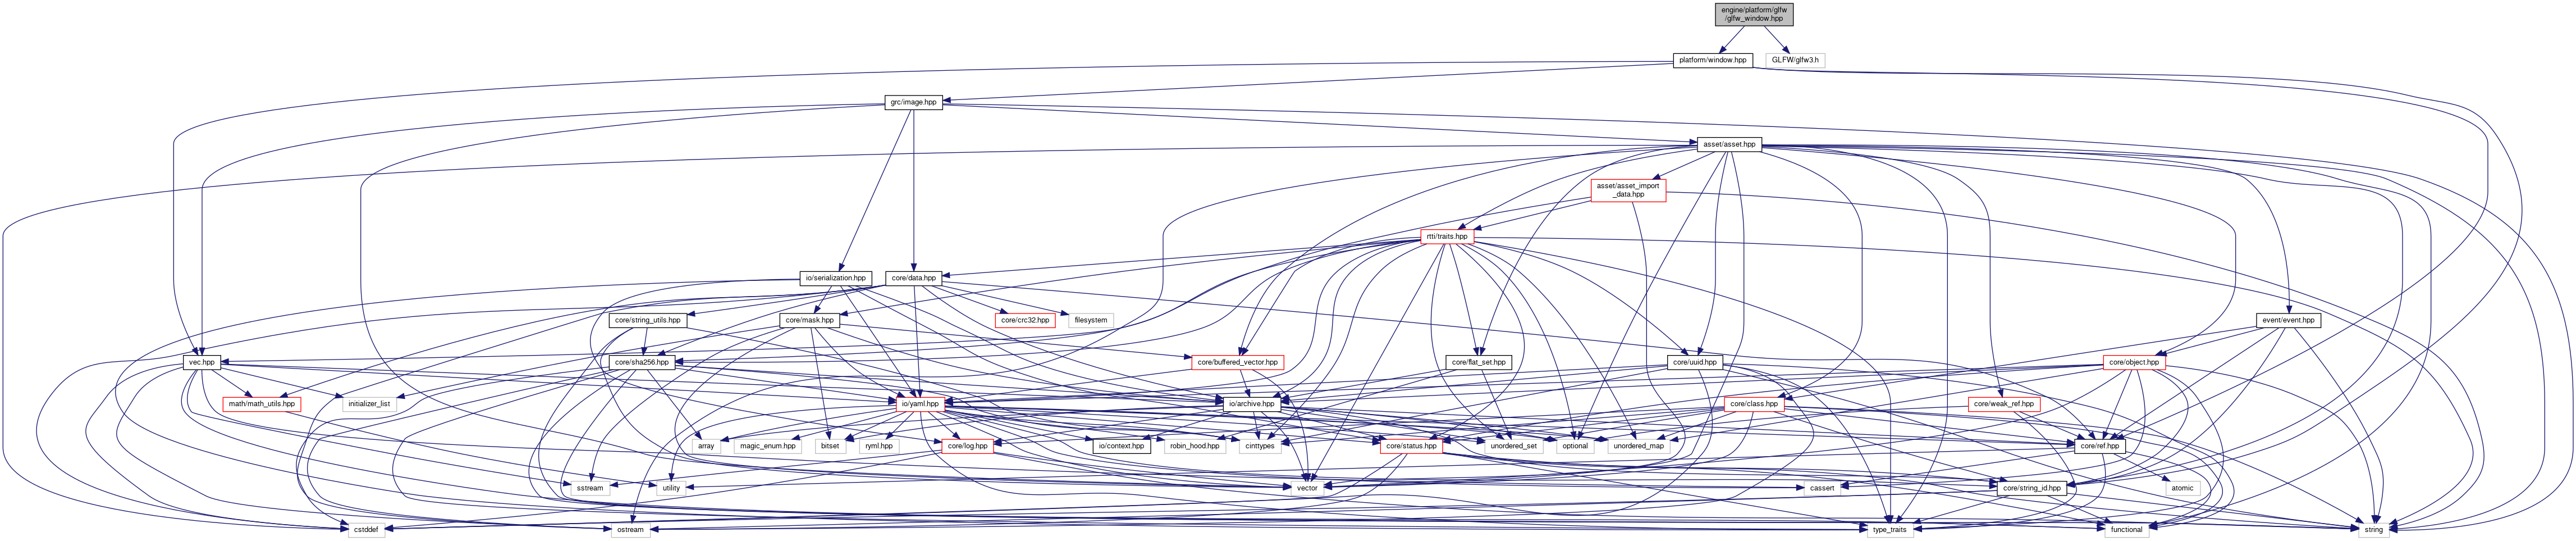 engine/platform/glfw
/glfw_window.hpp
platform/window.hpp
GLFW/glfw3.h
grc/image.hpp
asset/asset.hpp
asset/asset_import
_data.hpp
rtti/traits.hpp
io/serialization.hpp
core/data.hpp
core/string_utils.hpp
core/mask.hpp
core/crc32.hpp
filesystem
event/event.hpp
vec.hpp
core/sha256.hpp
core/buffered_vector.hpp
core/flat_set.hpp
core/uuid.hpp
core/object.hpp
math/math_utils.hpp
initializer_list
io/yaml.hpp
io/archive.hpp
core/class.hpp
core/weak_ref.hpp
array
magic_enum.hpp
bitset
ryml.hpp
core/log.hpp
io/context.hpp
robin_hood.hpp
cinttypes
core/status.hpp
unordered_set
optional
unordered_map
core/ref.hpp
sstream
utility
vector
cassert
core/string_id.hpp
atomic
cstddef
ostream
type_traits
functional
string